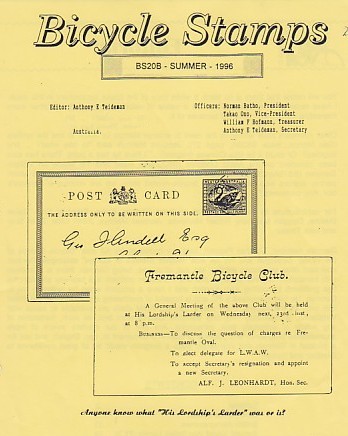 Bicycle Stamps
BS20B - SUMMER - 1996
Editor: Anthony E Teideman
Australia.
Officers: Norman Batho, President
Takao Ono, Vice-President
William F Hofmann, Treasurer
Anthony E Teideman, Secretary
POST CARD
THE ADDRESS ONLY TO BE WRITTEN ON THIS SIDE.
Geo Esq
Fremantle Bicycle Club.
A General Meeting of the above Club will be held
at His Lordship's Larder on Wednesday next, 23rd inst.,
at 8 p.m.
BUSINESS—To discuss the question of charges re Fre-
mantle Oval.
To elect delegate for L.W.A.W.
To accept Secretary's resignation and appoint
a new Secretary.
ALF. J. LEONHARDT, Hon. Sec.
Anyone know what "His Lordship's Larder" was or is?